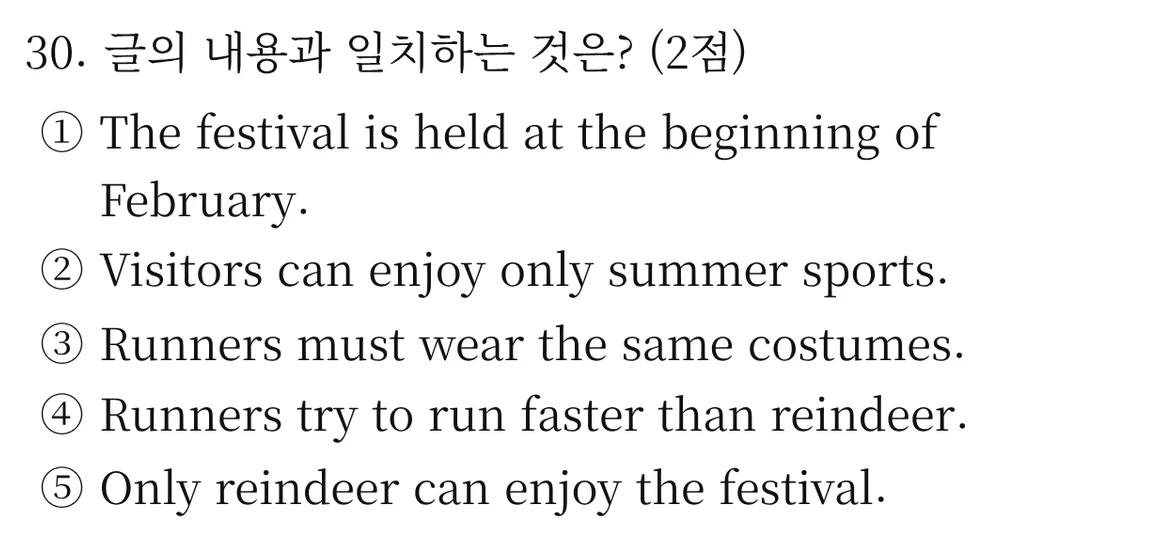 30. 글의 내용과 일치하는 것은? (2점)
① The festival is held at the beginning of
February.
② Visitors can enjoy only summer sports.
③ Runners must wear the same costumes.
④ Runners try to run faster than reindeer.
⑤ Only reindeer can enjoy the festival.